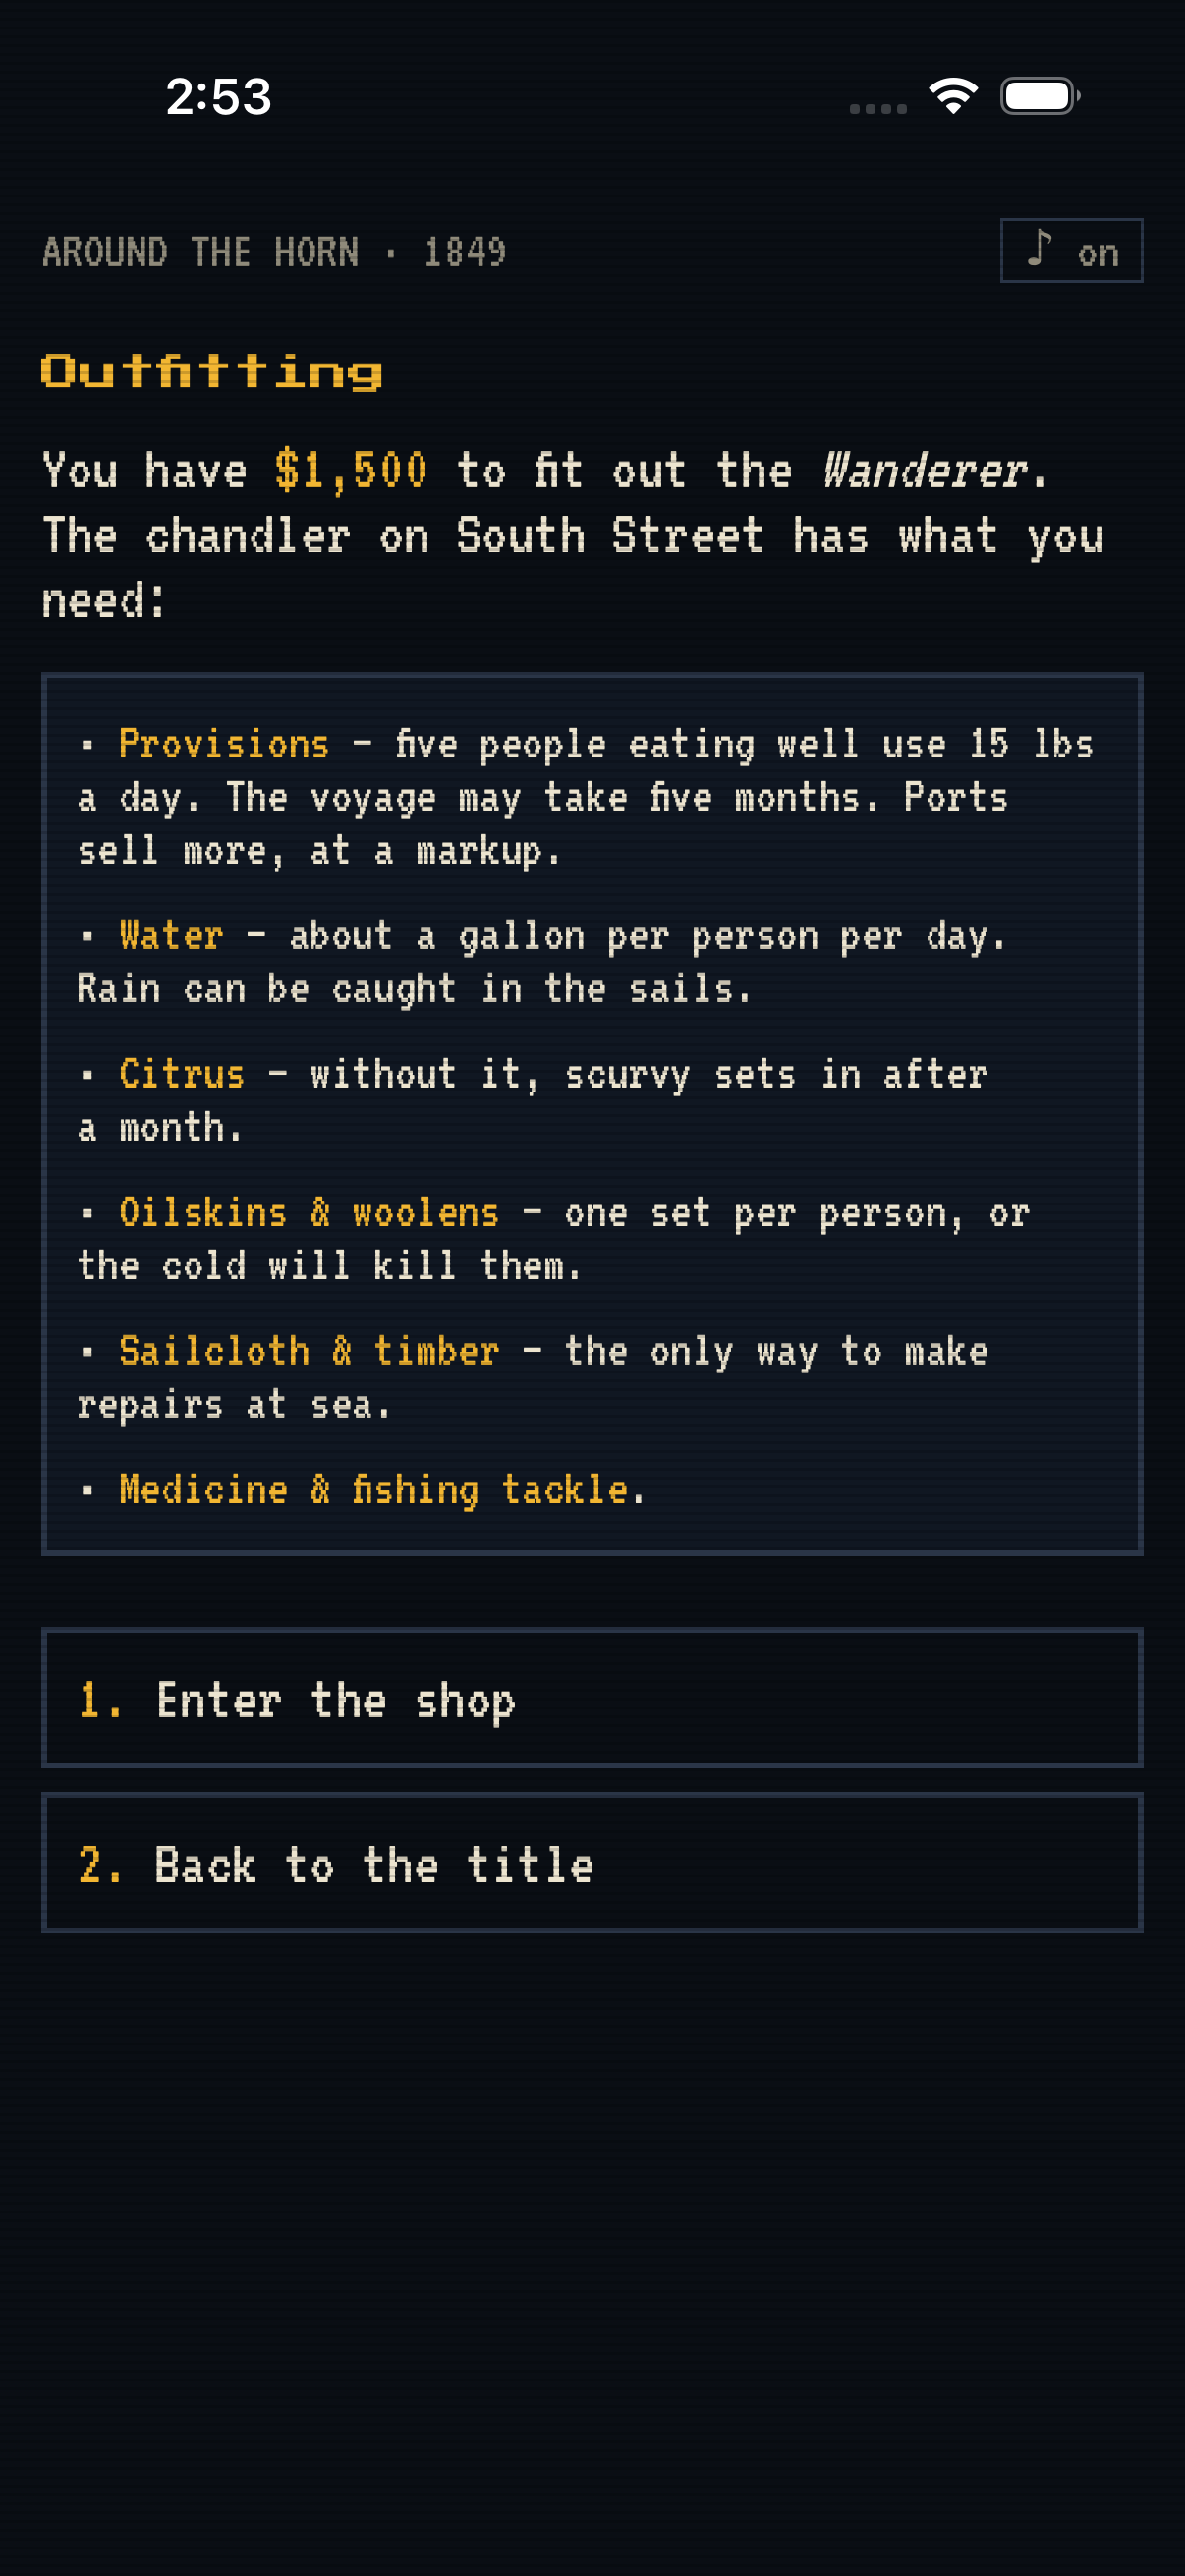 2:53
AROUND THE HORN · 1849
♪ on
Outfitting
You have $1,500 to fit out the Wanderer.
The chandler on South Street has what you
need:
▪ Provisions — five people eating well use 15 lbs
a day. The voyage may take five months. Ports
sell more, at a markup.
▪ Water — about a gallon per person per day.
Rain can be caught in the sails.
▪ Citrus — without it, scurvy sets in after
a month.
▪ Oilskins & woolens — one set per person, or
the cold will kill them.
▪ Sailcloth & timber — the only way to make
repairs at sea.
▪ Medicine & fishing tackle.
1. Enter the shop
2. Back to the title